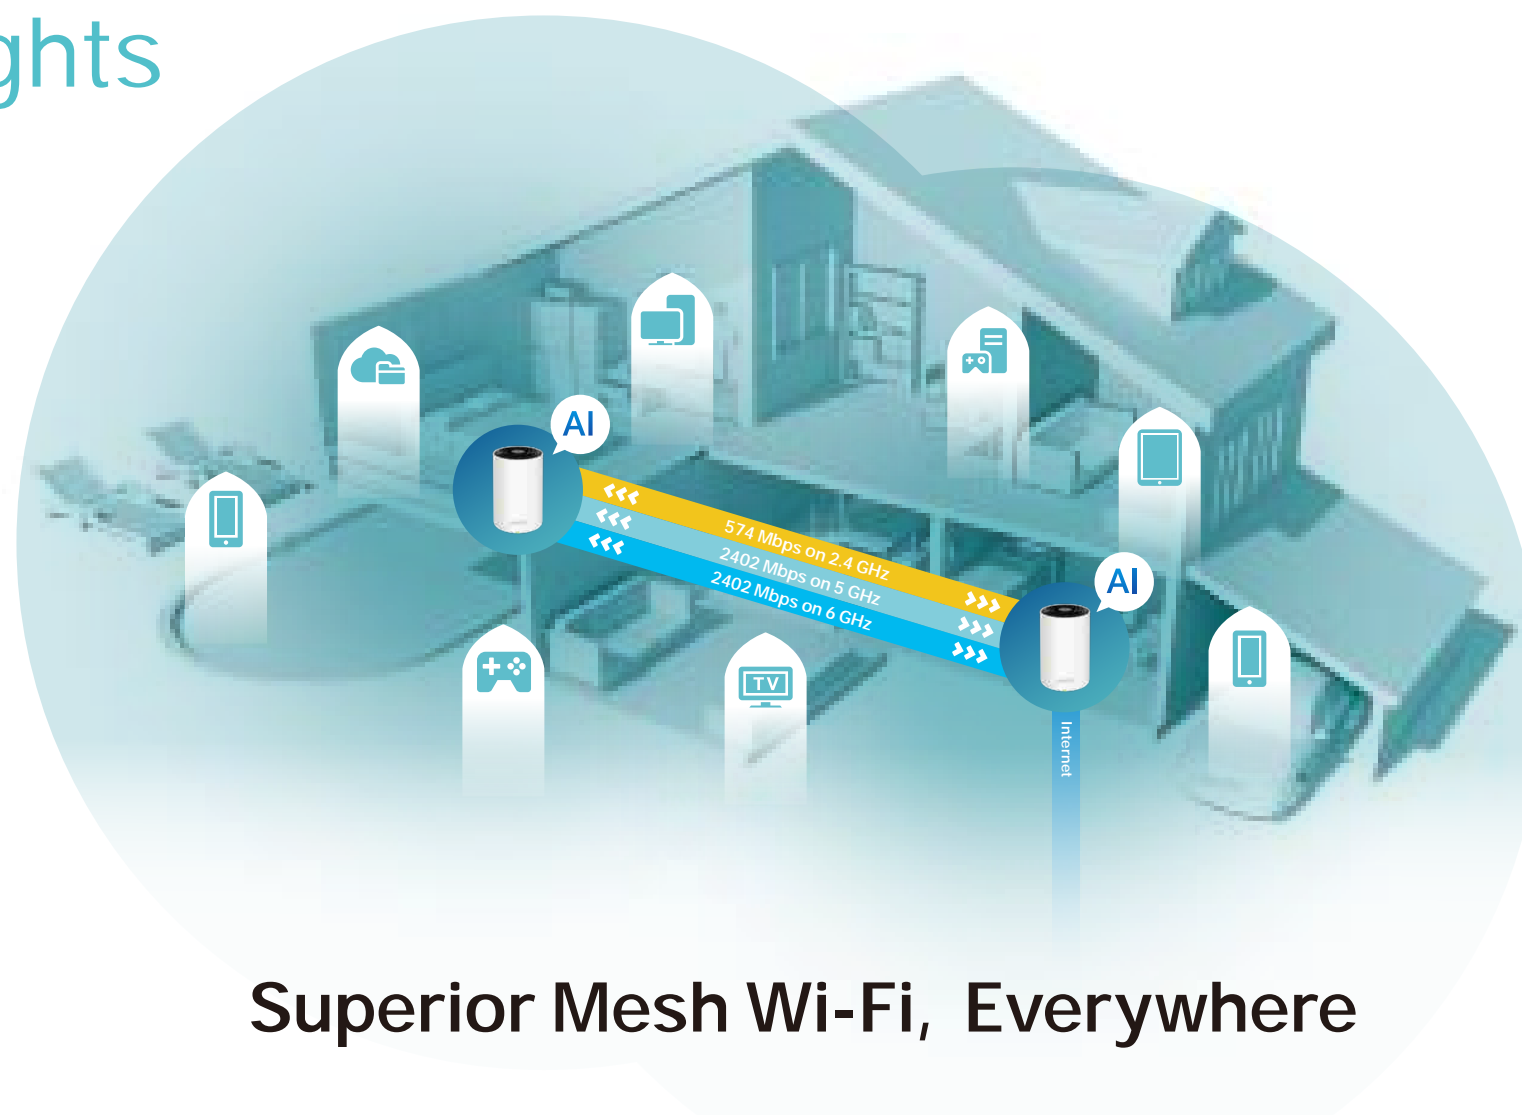 ghts
AI
574 Mbps on 2.4 GHz
2402 Mbps on 5 GHz
2402 Mbps on 6 GHz
AI
TV
Internet
Superior Mesh Wi-Fi, Everywhere